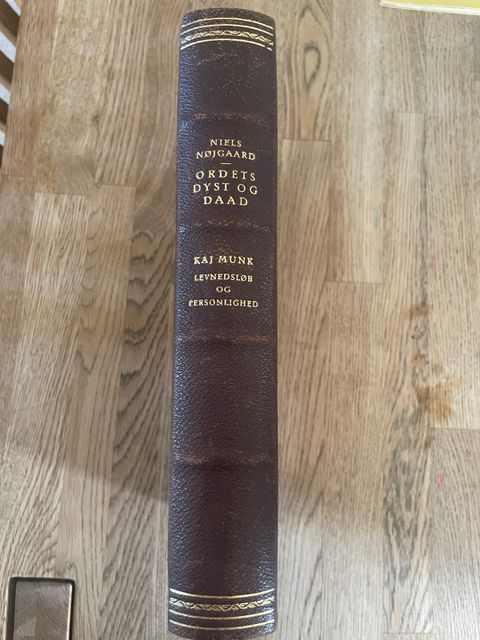 NIELS
NØJGAARD
—
ORDETS
DYST OG
DAAD
KAJ MUNK
LEVNEDSLØB
OG
PERSONLIGHED